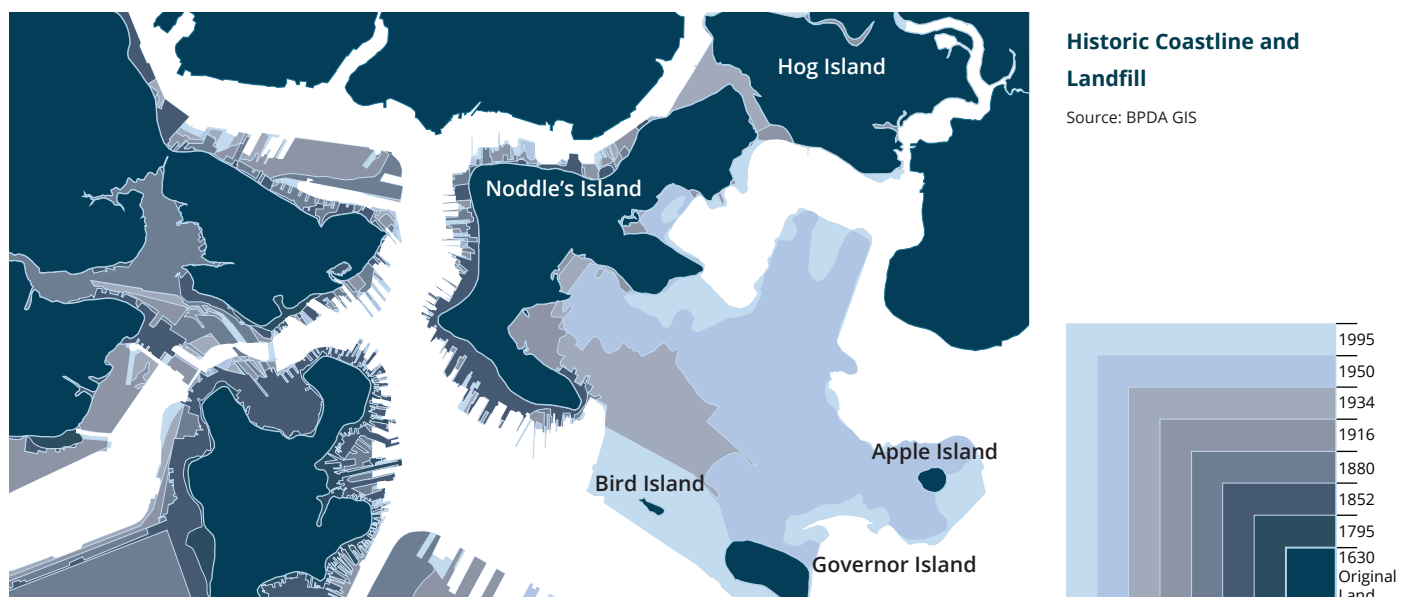 Hog Island
Noddle’s Island
Apple Island
Bird Island
Governor Island
Historic Coastline and
Landfill
Source: BPDA GIS
1995
1950
1934
1916
1880
1852
1795
1630
Original
Land